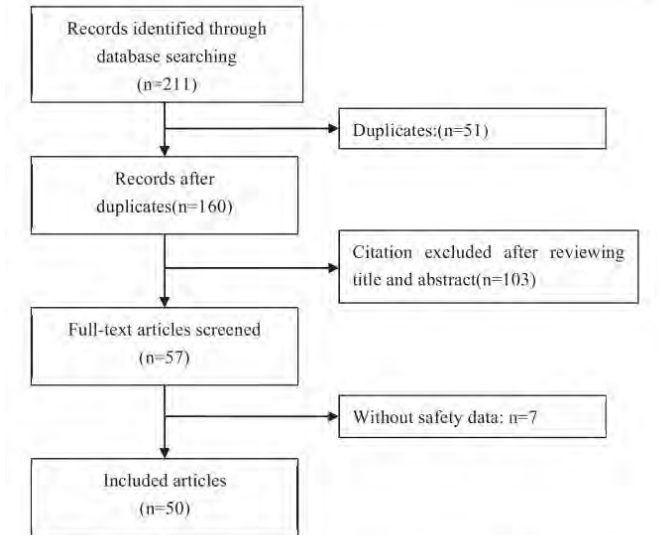 Records identified through
database searching
(n=211)
Duplicates:(n=51)
Records after
duplicates(n=160)
Citation excluded after reviewing
title and abstract(n=103)
Full-text articles screened
(n=57)
Without safety data: n=7
Included articles
(n=50)